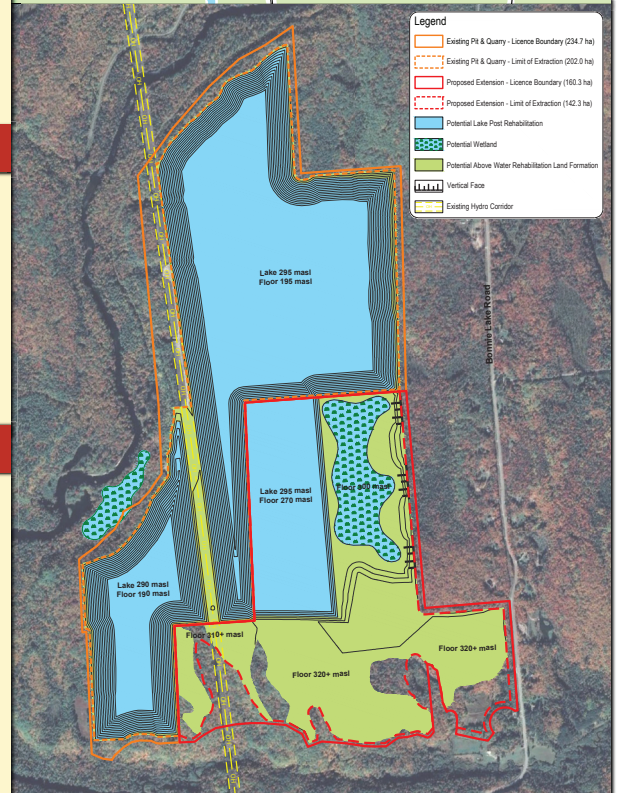 Legend
Existing Pit & Quarry - Licence Boundary (234.7 ha)
Existing Pit & Quarry - Limit of Extraction (202.0 ha)
Proposed Extension - Licence Boundary (160.3 ha)
Proposed Extension - Limit of Extraction (142.3 ha)
Potential Lake Post Rehabilitation
Potential Wetland
Potential Above Water Rehabilitation Land Formation
Vertical Face
Existing Hydro Corridor
Lake 295 masl
Floor 195 masl
Bonnie Lake Road
Lake 295 masl
Floor 270 masl
Floor masl
Lake 290 masl
Floor 190 masl
Floor 310+ masl
Floor 320+ masl
Floor 320+ masl